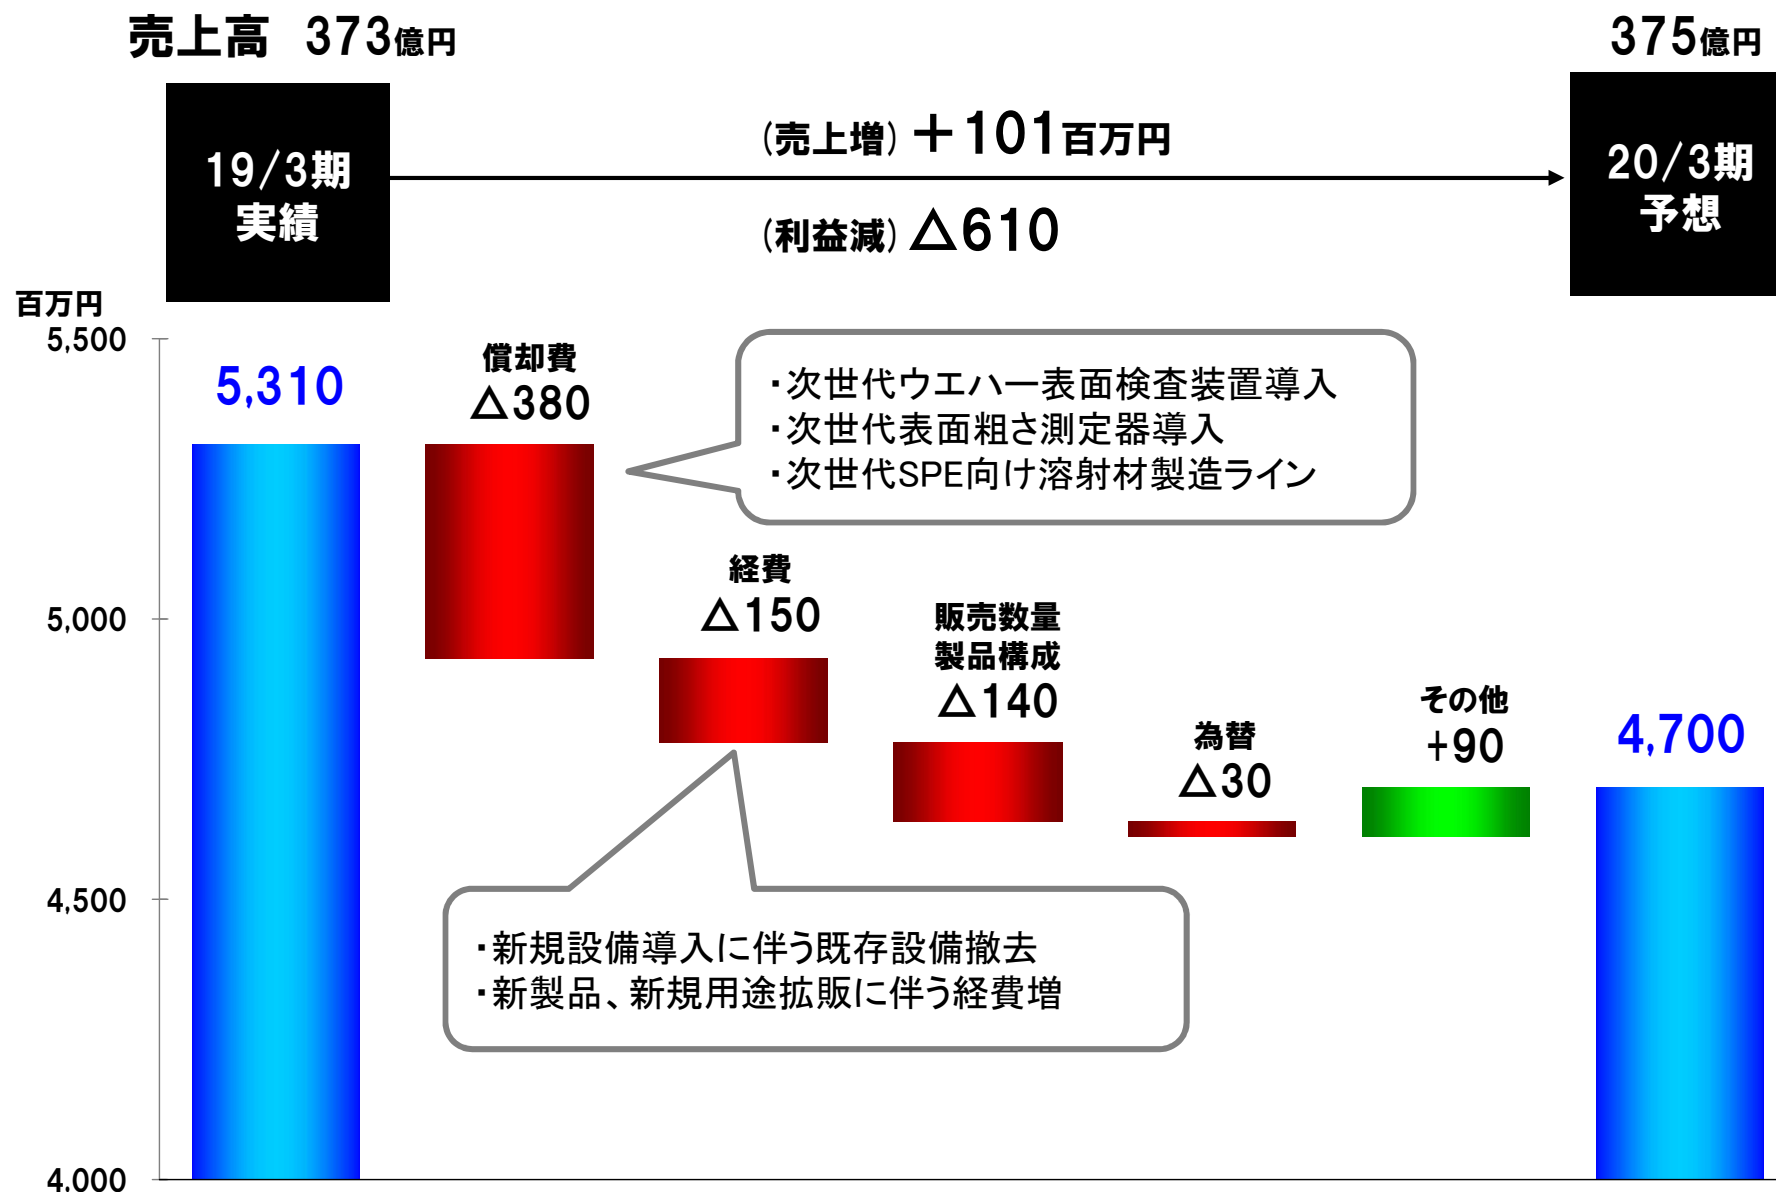 売上高 373億円
375億円
19/3期
実績
(売上増)＋101百万円
(利益減)△610
20/3期
予想
百万円
5,500
5,000
4,500
4,000
5,310
償却費
△380
・次世代ウエハー表面検査装置導入
・次世代表面粗さ測定器導入
・次世代SPE向け溶射材製造ライン
経費
△150
・新規設備導入に伴う既存設備撤去
・新製品、新規用途拡販に伴う経費増
販売数量
製品構成
△140
為替
△30
その他
+90
4,700